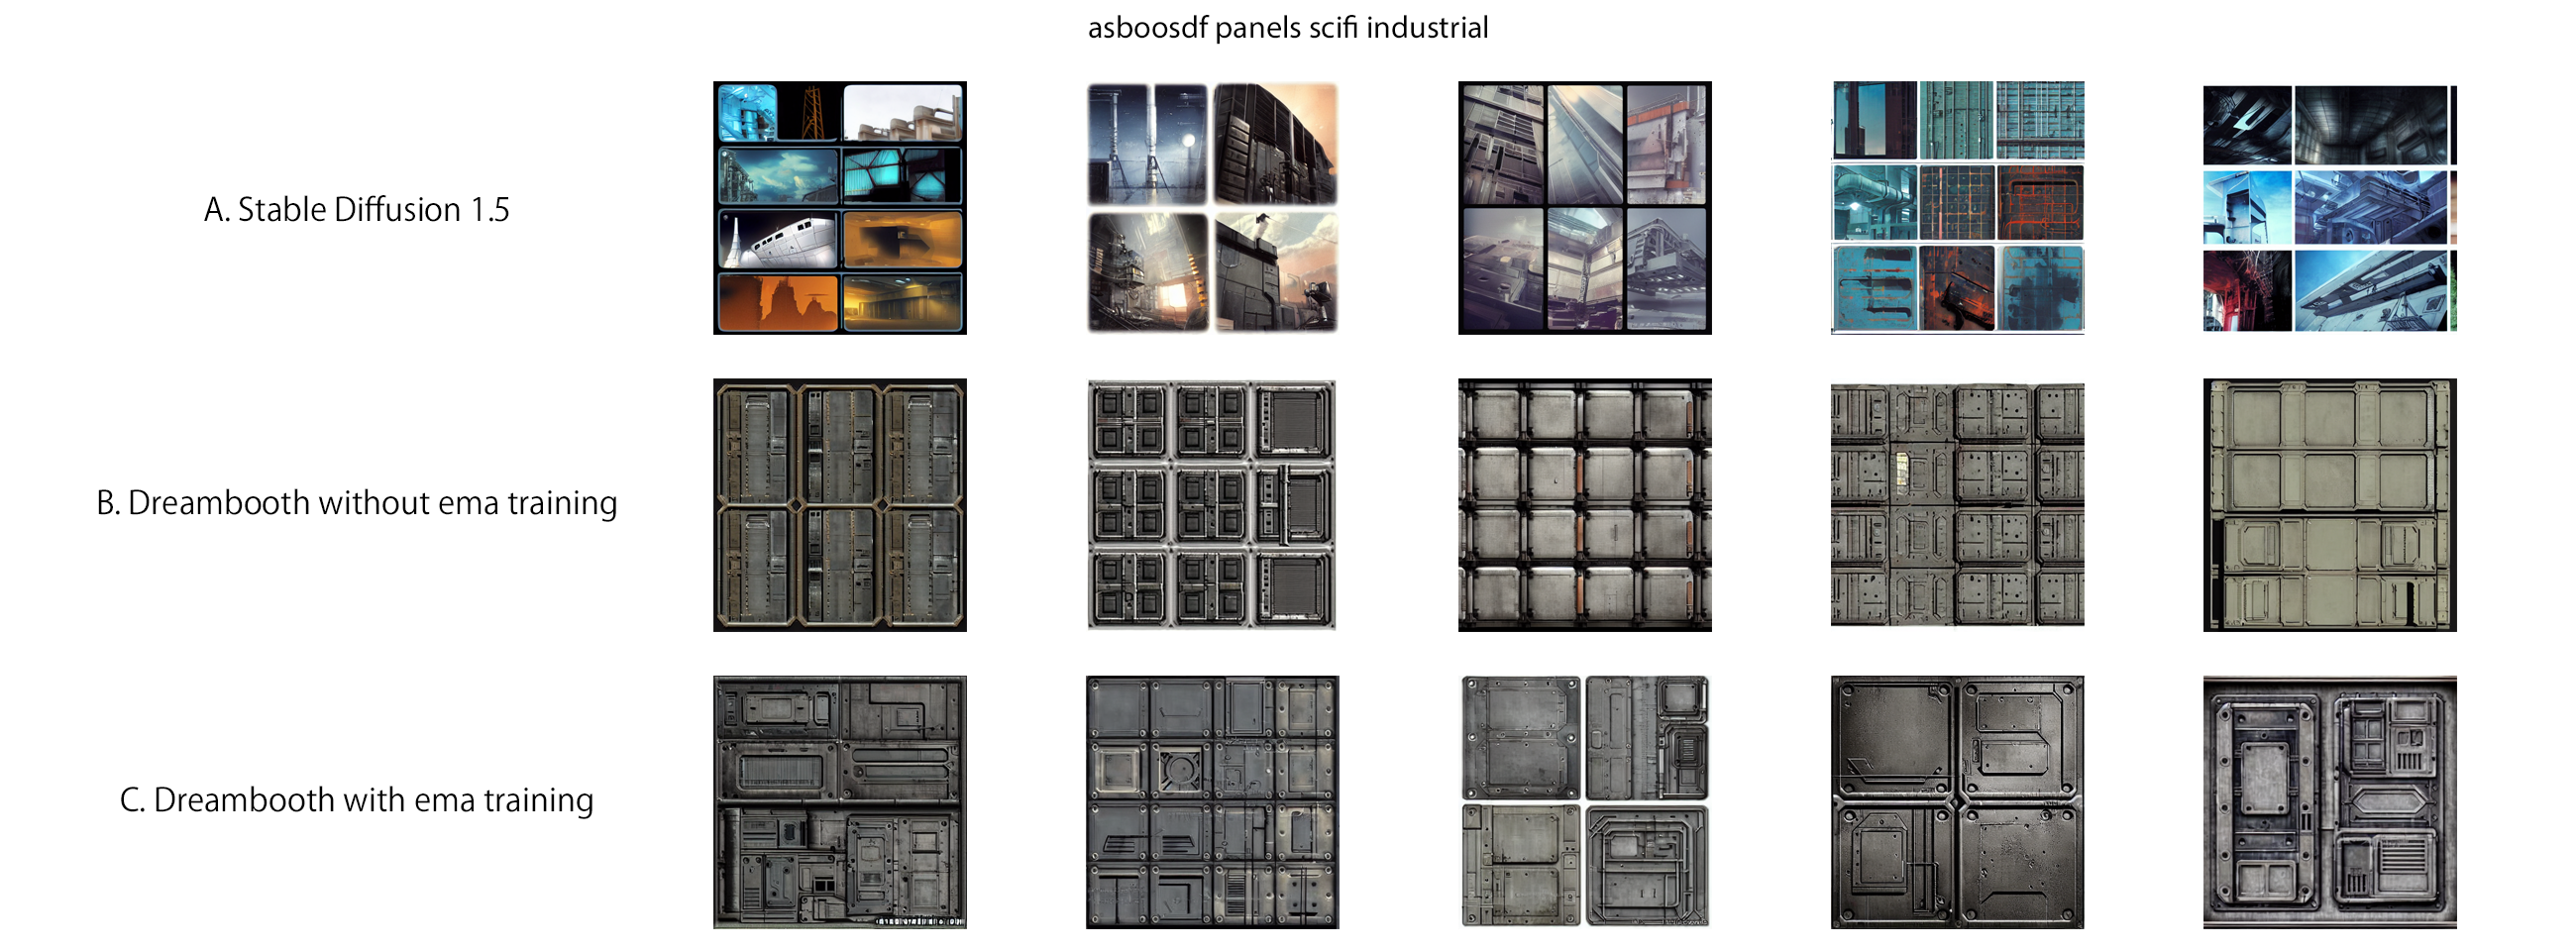 asboosdf panels scifi industrial
A. Stable Diffusion 1.5
B. Dreambooth without ema training
C. Dreambooth with ema training